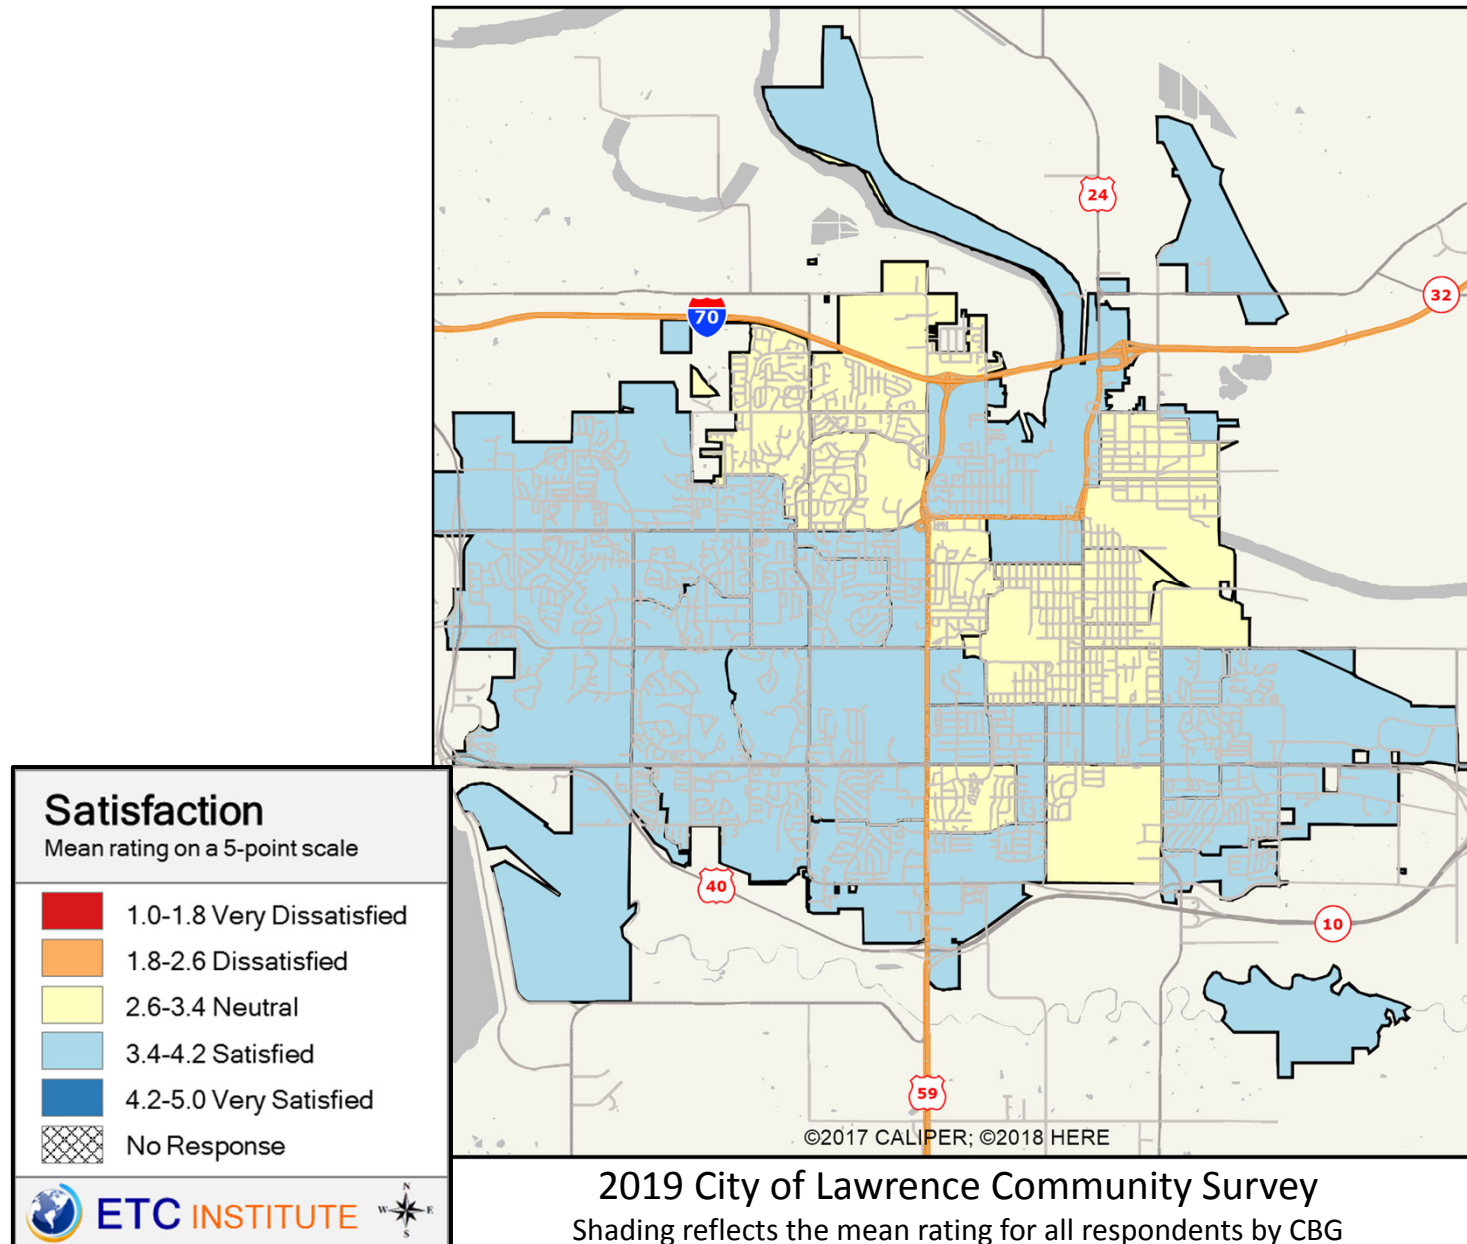 24
32
70
40
10
59
©2017 CALIPER; ©2018 HERE
Satisfaction
Mean rating on a 5-point scale
1.0-1.8 Very Dissatisfied
1.8-2.6 Dissatisfied
2.6-3.4 Neutral
3.4-4.2 Satisfied
4.2-5.0 Very Satisfied
No Response
ETC INSTITUTE
N
W E
S
2019 City of Lawrence Community Survey
Shading reflects the mean rating for all respondents by CBG